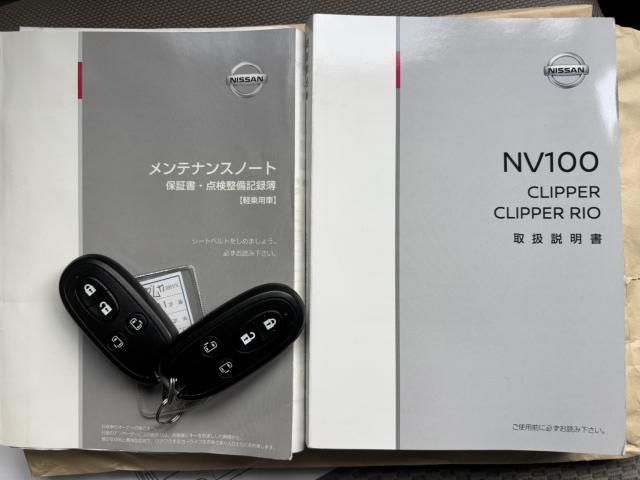 NISSAN
メンテナンスノート
保証書・点検整備記録簿
【軽乗用車】
シートベルトをしめましょう。
必ずお読み下さい。
NISSAN
NV100
CLIPPER
CLIPPER RIO
取扱説明書
ご使用前に必ずお読み下さい。